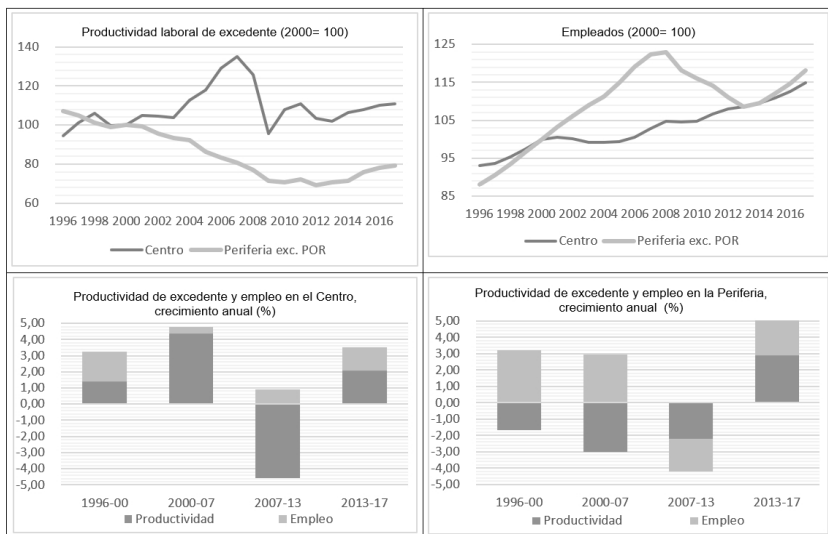 Productividad laboral de excedente (2000= 100)
140
120
100
80
60
1996 1998 2000 2002 2004 2006 2008 2010 2012 2014 2016
Centro Periferia exc. POR
Empleados (2000= 100)
125
115
105
95
85
1996 1998 2000 2002 2004 2006 2008 2010 2012 2014 2016
Centro Periferia exc. POR
Productividad de excedente y empleo en el Centro,
crecimiento anual (%)
5,00
4,00
3,00
2,00
1,00
0,00
-1,00
-2,00
-3,00
-4,00
-5,00
1996-00 2000-07 2007-13 2013-17
Productividad Empleo
Productividad de excedente y empleo en la Periferia,
crecimiento anual (%)
5,00
4,00
3,00
2,00
1,00
0,00
-1,00
-2,00
-3,00
-4,00
-5,00
1996-00 2000-07 2007-13 2013-17
Productividad Empleo